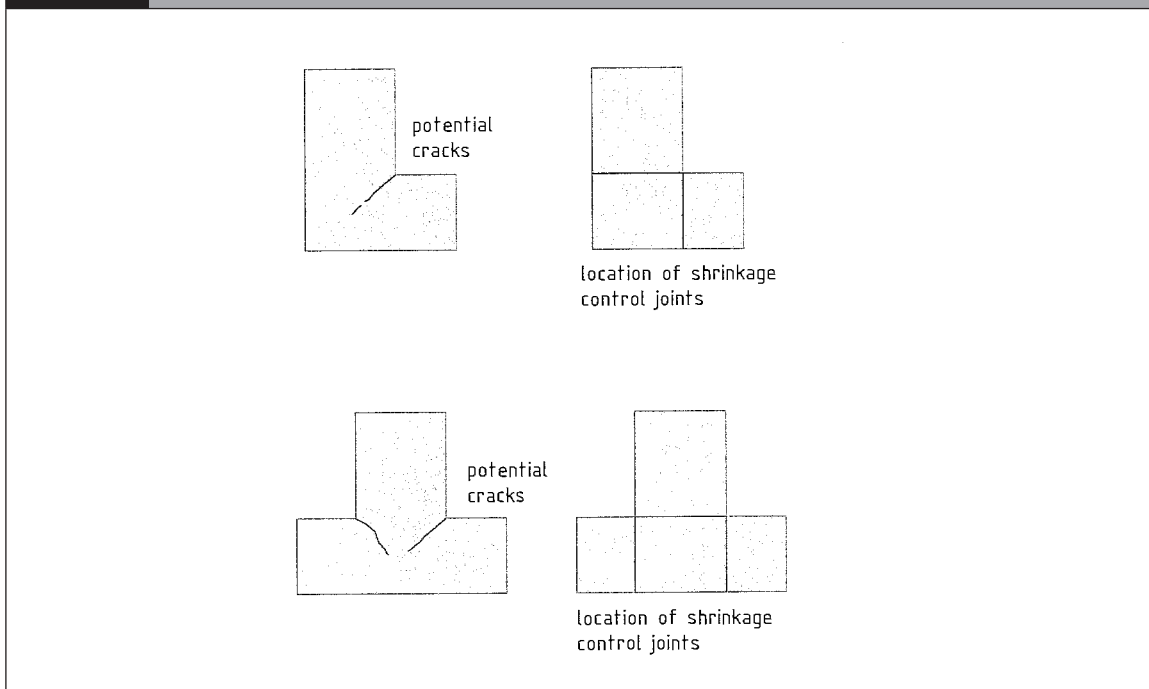 potential
cracks
location of shrinkage
control joints
potential
cracks
location of shrinkage
control joints